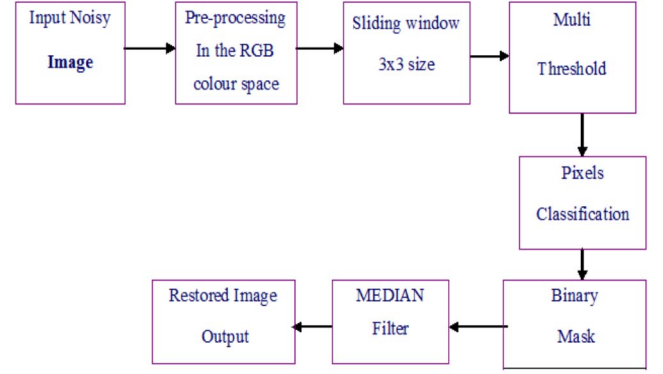 Input Noisy
Image
Pre-processing
In the RGB
colour space
Sliding window
3x3 size
Multi
Threshold
Pixels
Classification
Binary
Mask
MEDIAN
Filter
Restored Image
Output